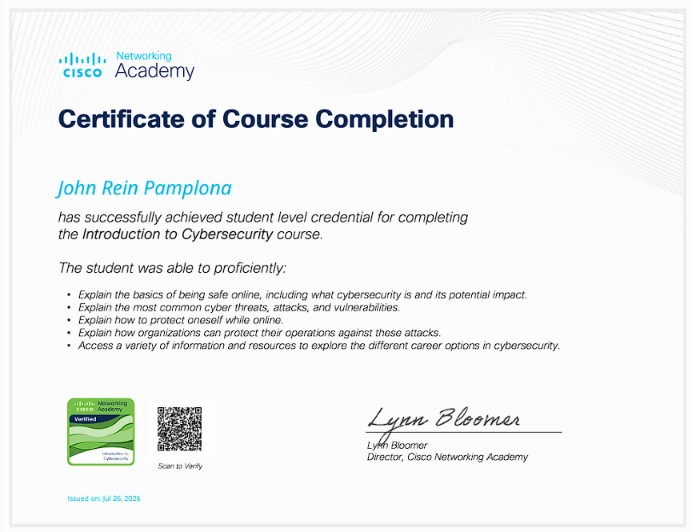 Networking
CISCO Academy
Certificate of Course Completion
John Rein Pamplona
has successfully achieved student level credential for completing
the Introduction to Cybersecurity course.
The student was able to proficiently:
• Explain the basics of being safe online, including what cybersecurity is and its potential impact.
• Explain the most common cyber threats, attacks, and vulnerabilities.
• Explain how to protect oneself while online.
• Explain how organizations can protect their operations against these attacks.
• Access a variety of information and resources to explore the different career options in cybersecurity.
CISCO Networking Academy
Verified
Introduction to
Cybersecurity
Scan to Verify
Lynn Bloomer
Lynn Bloomer
Director, Cisco Networking Academy
Issued on: Jul 26, 2026